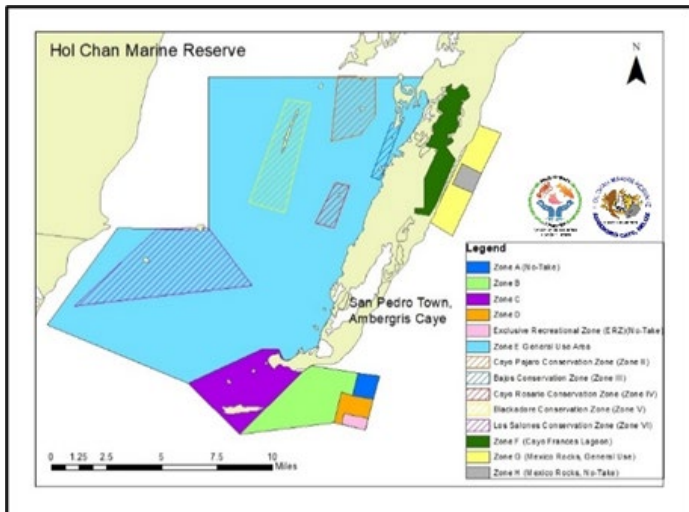 Hol Chan Marine Reserve
N
Legend
Zone A (No-Take)
Zone B
Zone C
Zone D
Exclusive Recreational Zone (ERZ)(No-Take)
Zone E General Use Area
Cayo Pajaro Conservation Zone (Zone II)
Bajos Conservation Zone (Zone III)
Cayo Rosario Conservation Zone (Zone IV)
Blackadore Conservation Zone (Zone V)
Los Salones Conservation Zone (Zone VI)
Zone F (Cayo Frances Lagoon)
Zone G (Mexico Rocks, General Use)
Zone H (Mexico Rocks, No-Take)
San Pedro Town,
Ambergris Caye
0 1.25 2.5 5 7.5 10
Miles